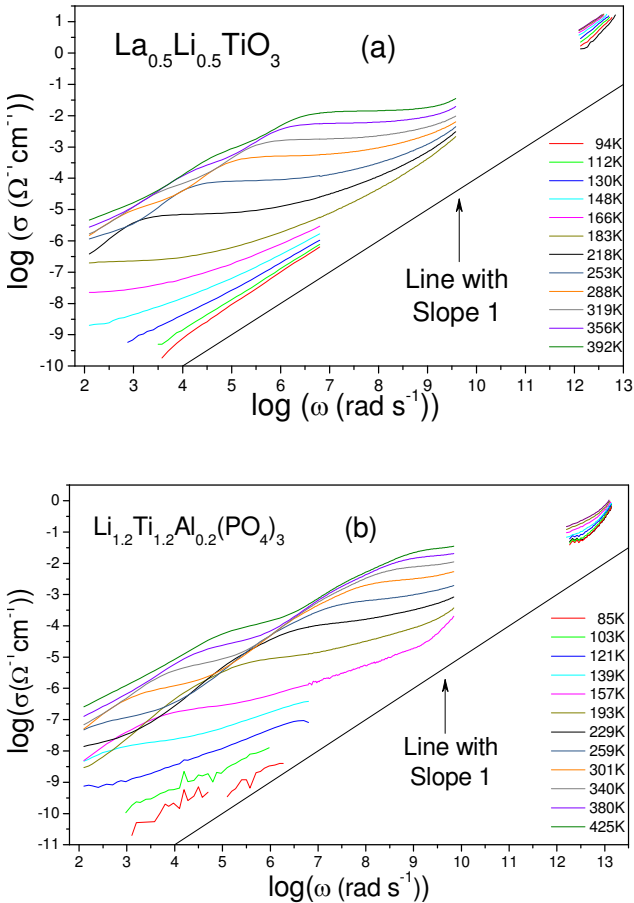 La₀.₅Li₀.₅TiO₃ (a)
log (σ (Ω⁻¹cm⁻¹))
1
0
-1
-2
-3
-4
-5
-6
-7
-8
-9
-10
94K
112K
130K
148K
166K
183K
218K
253K
288K
319K
356K
392K
Line with
Slope 1
2 3 4 5 6 7 8 9 10 11 12 13
log (ω (rad s⁻¹))
Li₁.₂Ti₁.₂Al₀.₂(PO₄)₃ (b)
log(σ(Ω⁻¹cm⁻¹))
0
-1
-2
-3
-4
-5
-6
-7
-8
-9
-10
-11
85K
103K
121K
139K
157K
193K
229K
259K
301K
340K
380K
425K
Line with
Slope 1
2 3 4 5 6 7 8 9 10 11 12 13
log(ω (rad s⁻¹))